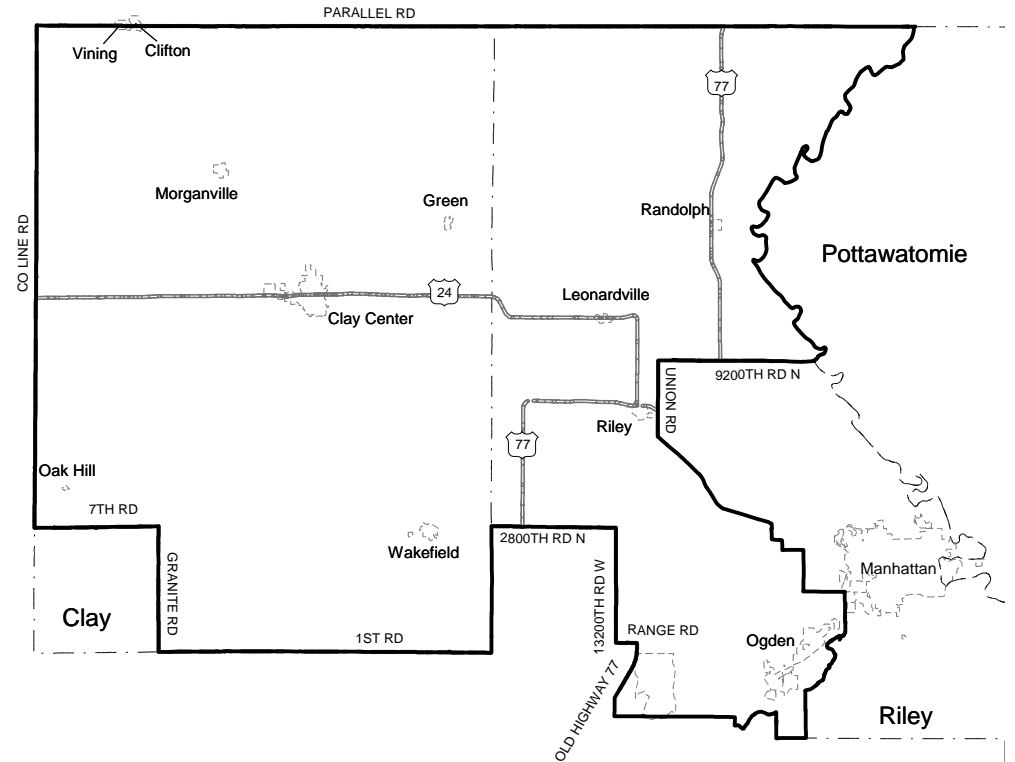 PARALLEL RD
Vining
Clifton
77
Morganville
Green
Randolph
CO LINE RD
Pottawatomie
24
Leonardville
Clay Center
9200TH RD N
UNION RD
Riley
77
Oak Hill
7TH RD
2800TH RD N
Wakefield
Manhattan
GRANITE RD
13200TH RD W
Clay
1ST RD
RANGE RD
Ogden
OLD HIGHWAY 77
Riley